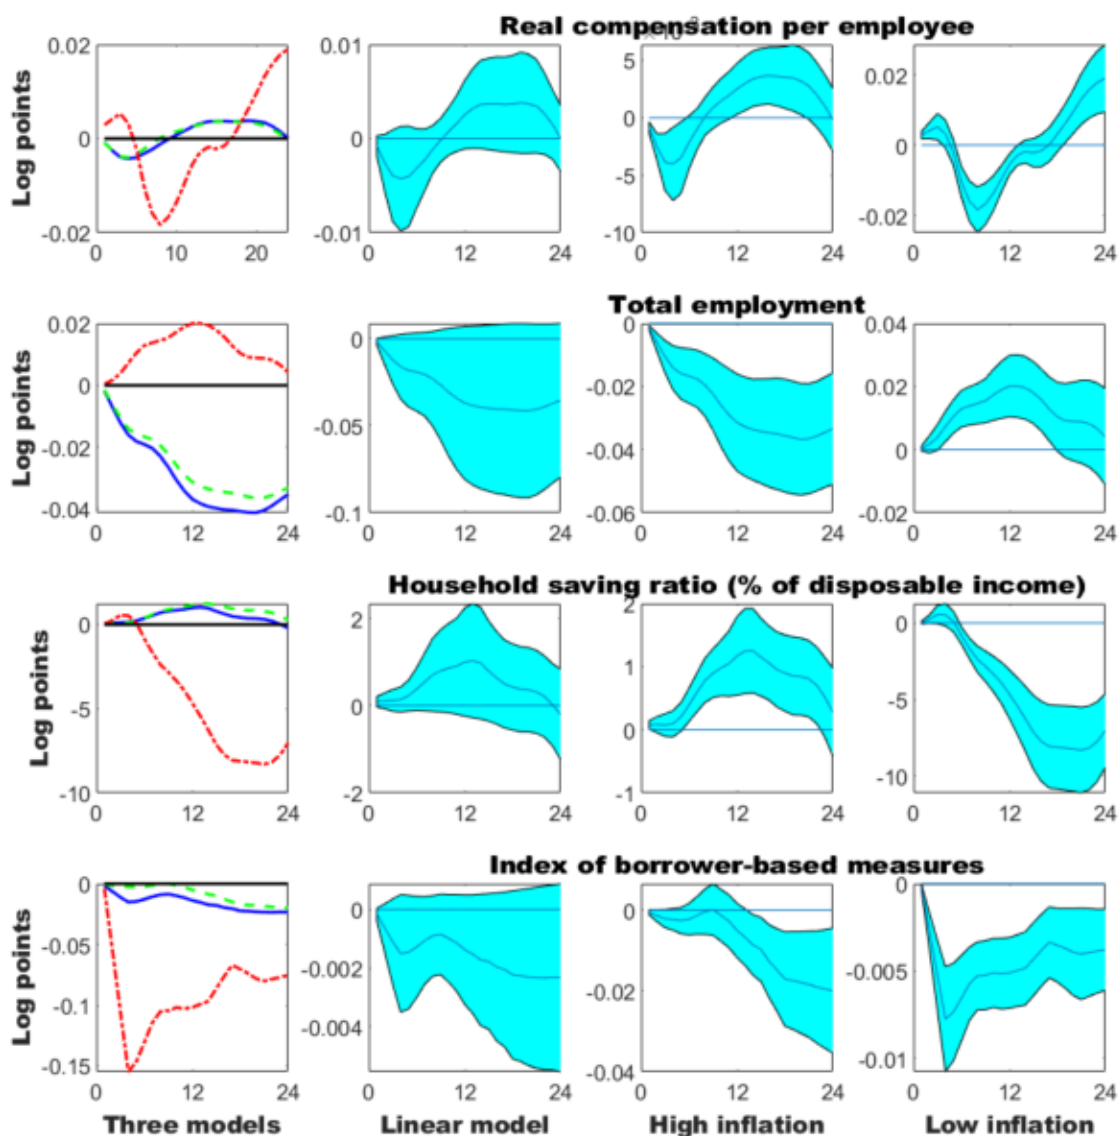 Real compensation per employee
Log points
0.02
0
-0.02
0 10 20
0.01
0
-0.01
0 12 24
5
0
-5
-10
0 12 24
0.02
0
-0.02
0 12 24
Total employment
Log points
0.02
0
-0.02
-0.04
0 12 24
0
-0.05
-0.1
0 12 24
0
-0.02
-0.04
-0.06
0 12 24
0.04
0.02
0
-0.02
0 12 24
Household saving ratio (% of disposable income)
Log points
0
-5
-10
0 12 24
2
0
-2
0 12 24
2
1
0
-1
0 12 24
0
-5
-10
0 12 24
Index of borrower-based measures
Log points
0
-0.05
-0.1
-0.15
0 12 24
0
-0.002
-0.004
0 12 24
0
-0.02
-0.04
0 12 24
0
-0.005
-0.01
0 12 24
Three models Linear model High inflation Low inflation